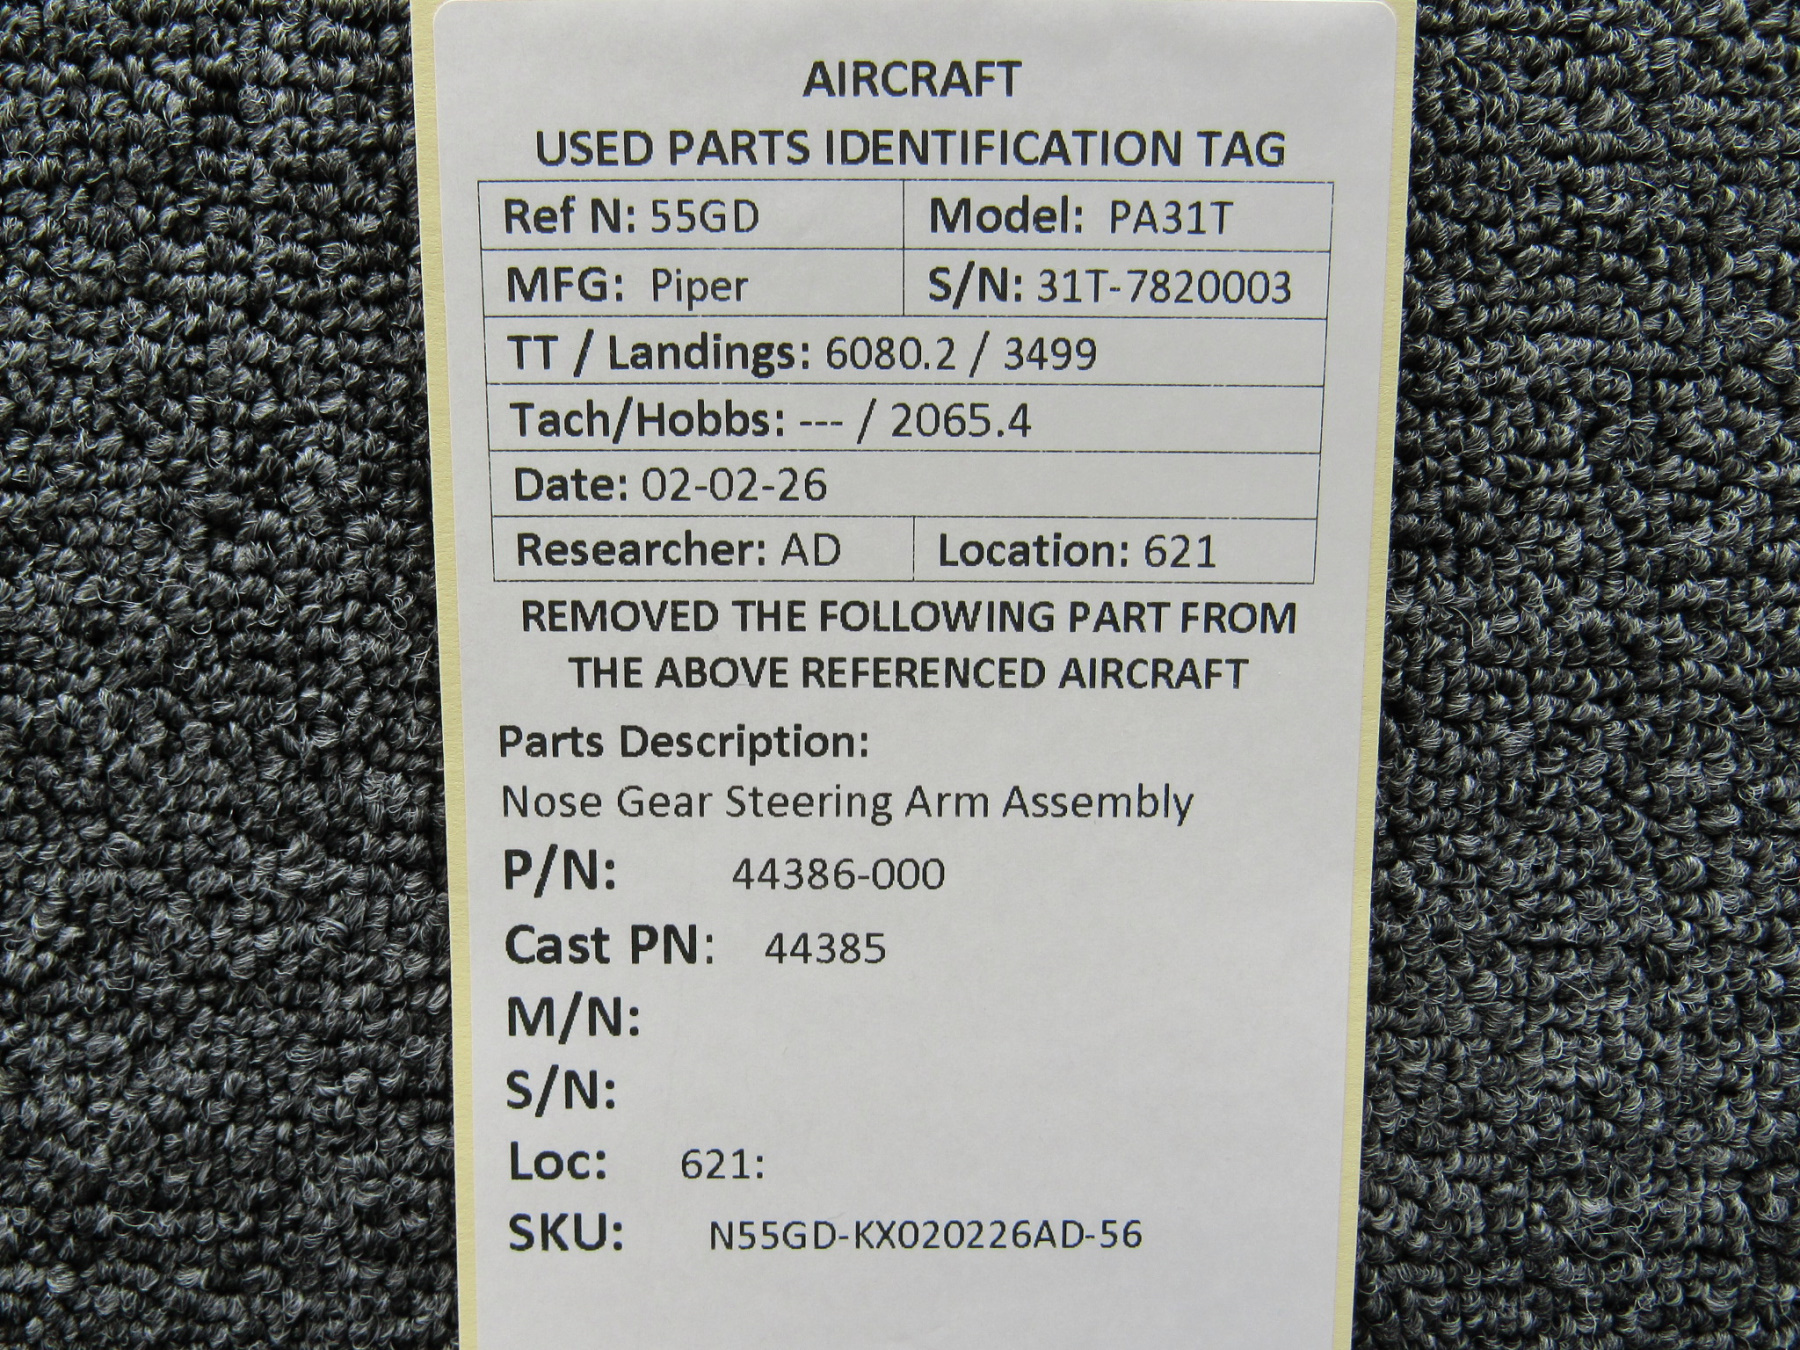 AIRCRAFT
USED PARTS IDENTIFICATION TAG
Ref N: 55GD Model: PA31T
MFG: Piper S/N: 31T-7820003
TT / Landings: 6080.2 / 3499
Tach/Hobbs: --- / 2065.4
Date: 02-02-26
Researcher: AD Location: 621
REMOVED THE FOLLOWING PART FROM
THE ABOVE REFERENCED AIRCRAFT
Parts Description:
Nose Gear Steering Arm Assembly
P/N: 44386-000
Cast PN: 44385
M/N:
S/N:
Loc: 621:
SKU: N55GD-KX020226AD-56